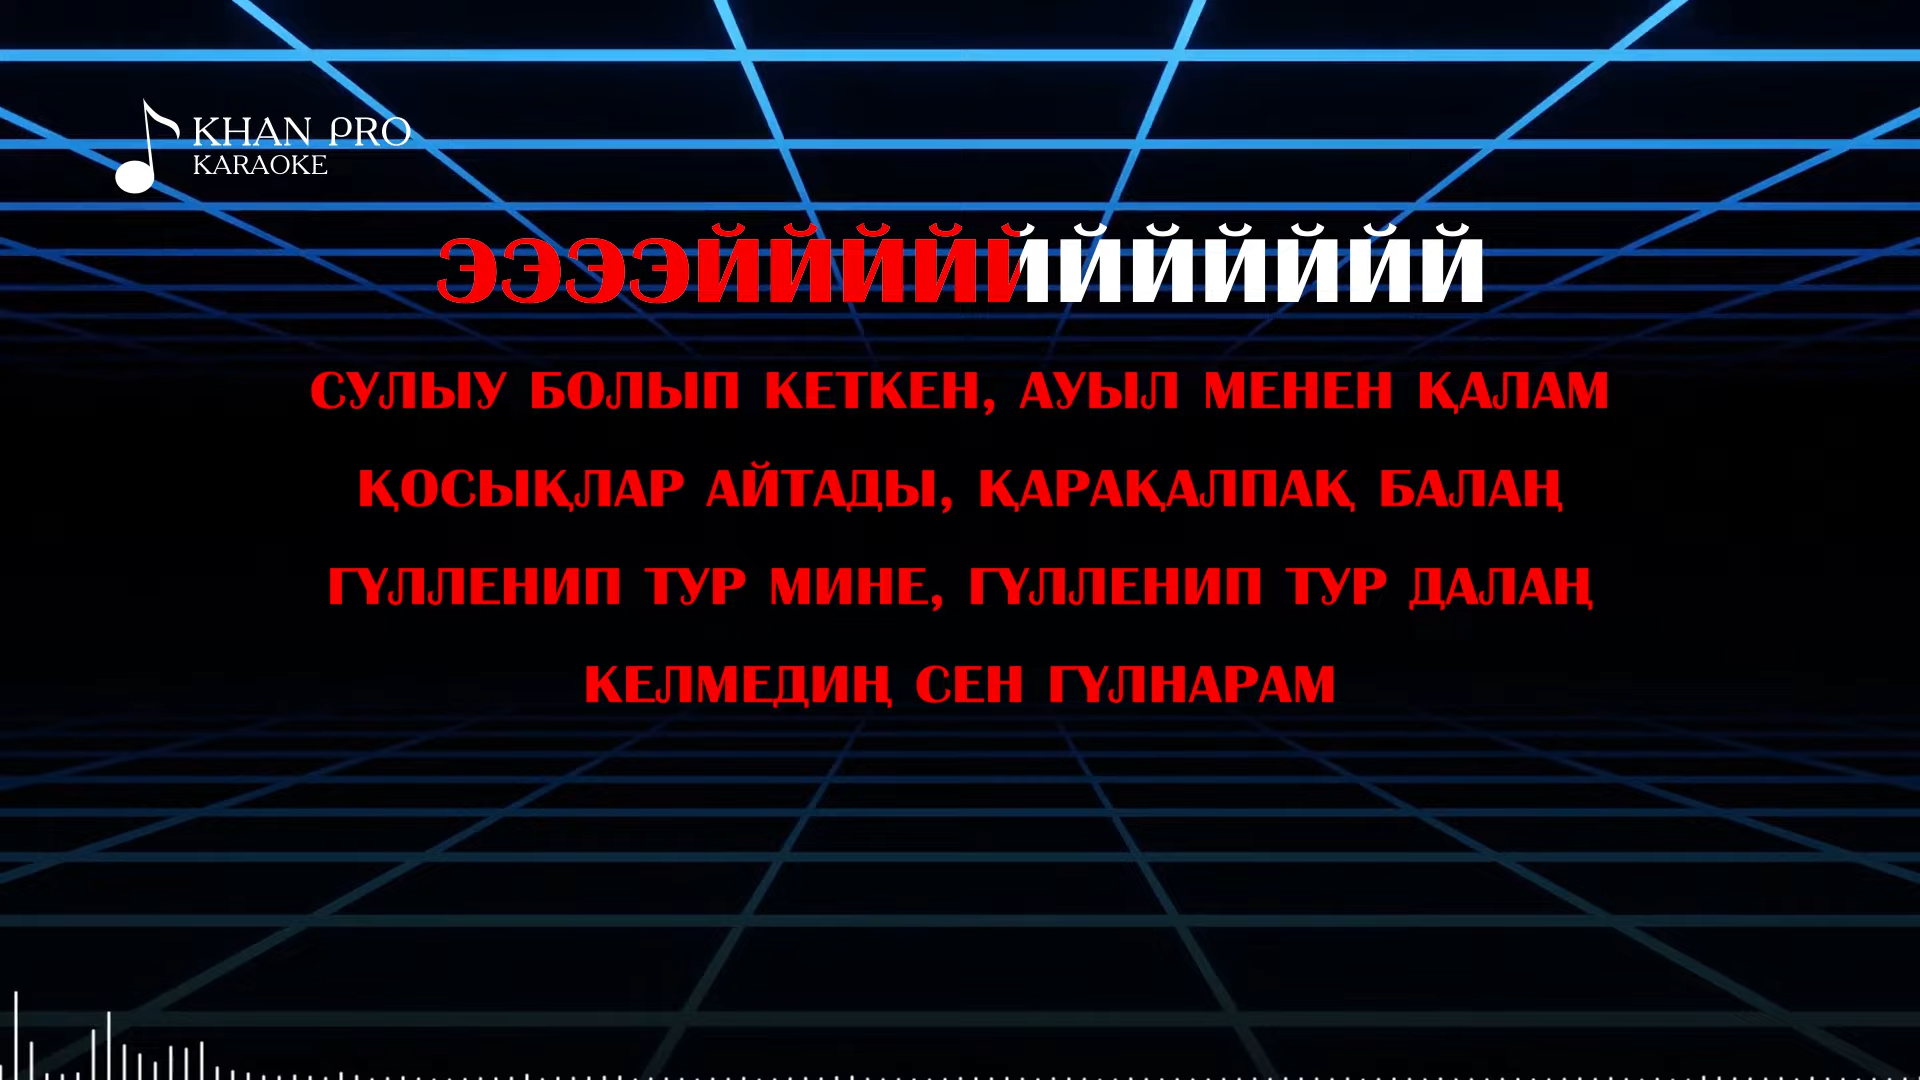 KHAN PRO
KARAOKE
ЭЭЭЭЙЙЙЙЙЙЙЙЙЙЙ
СУЛЫУ БОЛЫП КЕТКЕН, АУЫЛ МЕНЕН ҚАЛАМ
ҚОСЫҚЛАР АЙТАДЫ, ҚАРАҚАЛПАҚ БАЛАҢ
ГҮЛЛЕНИП ТУР МИНЕ, ГҮЛЛЕНИП ТУР ДАЛАҢ
КЕЛМЕДИҢ СЕН ГҮЛНАРАМ